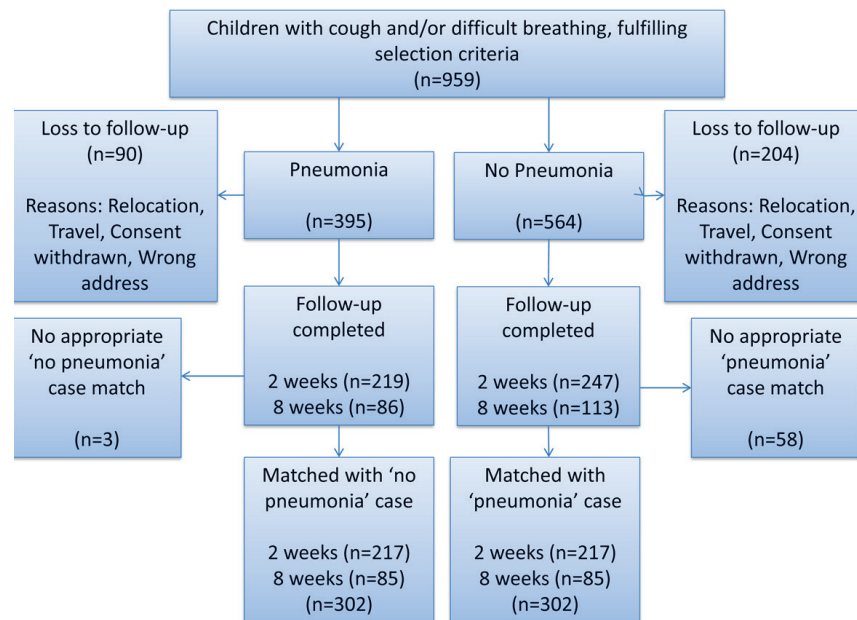 Children with cough and/or difficult breathing, fulfilling
selection criteria
(n=959)
Loss to follow-up
(n=90)
Reasons: Relocation,
Travel, Consent
withdrawn, Wrong
address
Pneumonia
(n=395)
No Pneumonia
(n=564)
Loss to follow-up
(n=204)
Reasons: Relocation,
Travel, Consent
withdrawn, Wrong
address
No appropriate
‘no pneumonia’
case match
(n=3)
Follow-up
completed
2 weeks (n=219)
8 weeks (n=86)
Follow-up
completed
2 weeks (n=247)
8 weeks (n=113)
No appropriate
‘pneumonia’
case match
(n=58)
Matched with ‘no
pneumonia’ case
2 weeks (n=217)
8 weeks (n=85)
(n=302)
Matched with
‘pneumonia’ case
2 weeks (n=217)
8 weeks (n=85)
(n=302)